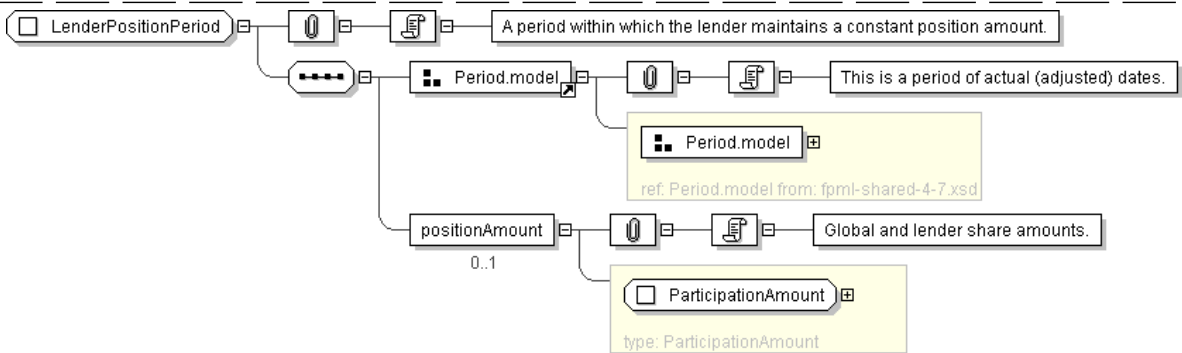 LenderPositionPeriod
A period within which the lender maintains a constant position amount.
Period.model
This is a period of actual (adjusted) dates.
Period.model
ref: Period.model from: fpml-shared-4-7.xsd
positionAmount
Global and lender share amounts.
0..1
ParticipationAmount
type: ParticipationAmount